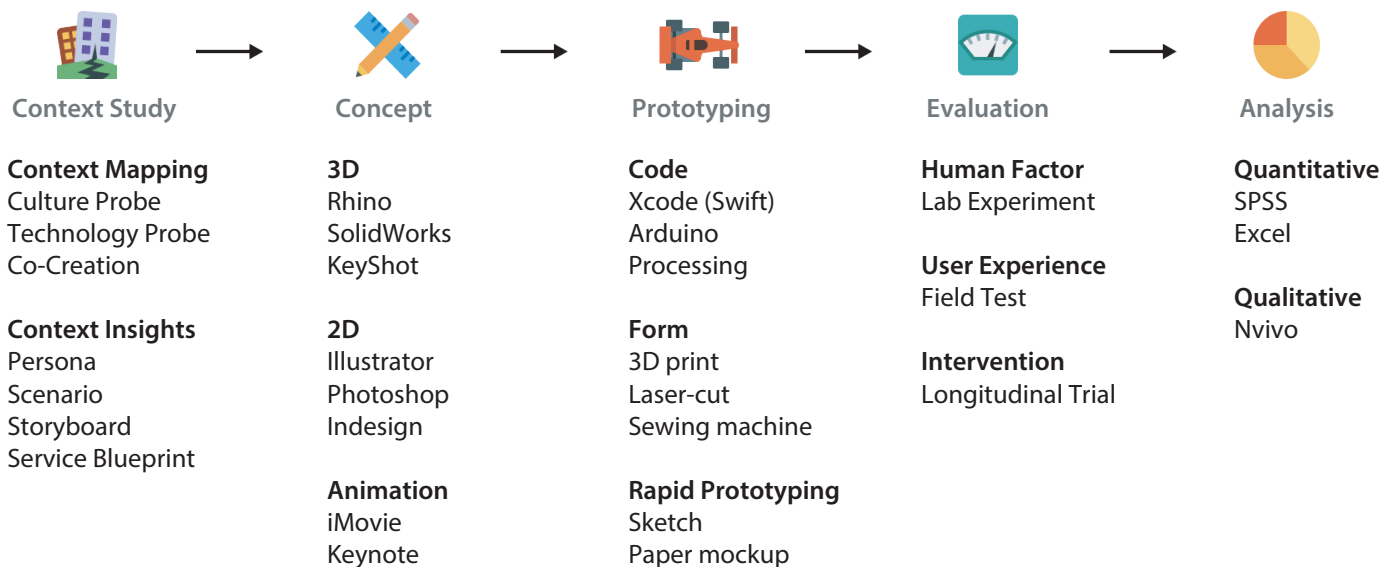 Context Study
Context Mapping
Culture Probe
Technology Probe
Co-Creation
Context Insights
Persona
Scenario
Storyboard
Service Blueprint
Concept
3D
Rhino
SolidWorks
KeyShot
2D
Illustrator
Photoshop
Indesign
Animation
iMovie
Keynote
Prototyping
Code
Xcode (Swift)
Arduino
Processing
Form
3D print
Laser-cut
Sewing machine
Rapid Prototyping
Sketch
Paper mockup
Evaluation
Human Factor
Lab Experiment
User Experience
Field Test
Intervention
Longitudinal Trial
Analysis
Quantitative
SPSS
Excel
Qualitative
Nvivo